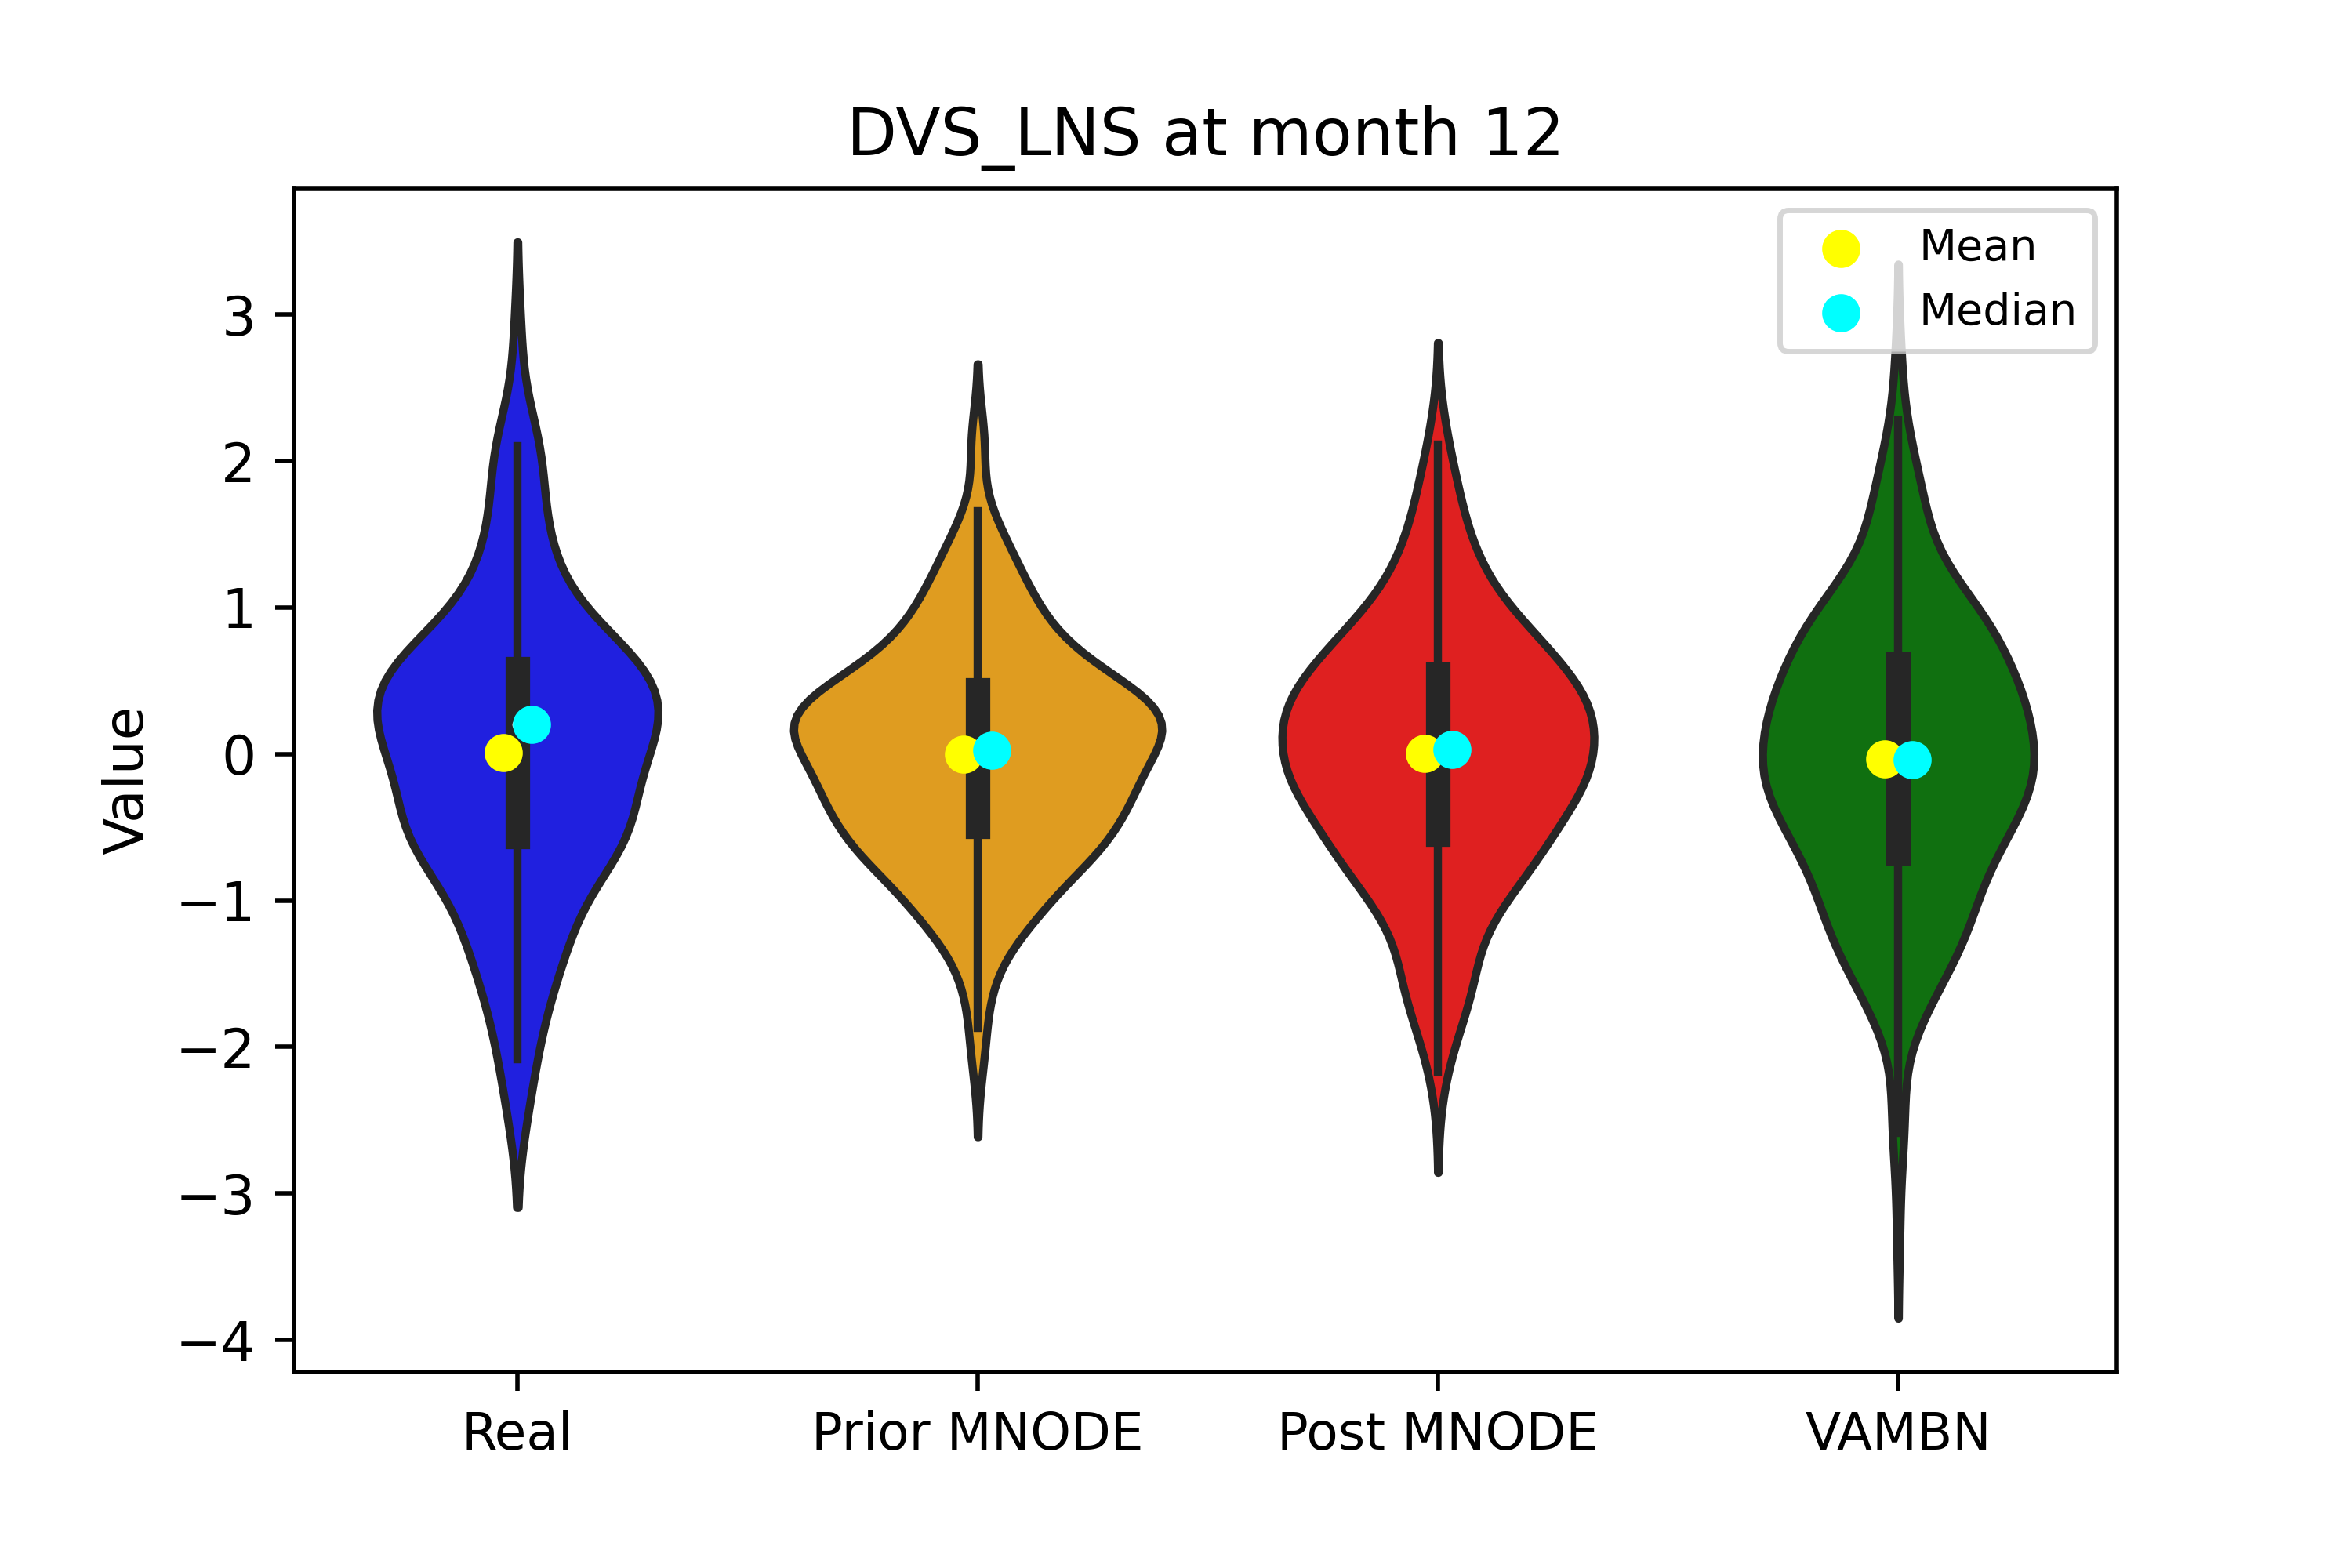 DVS_LNS at month 12
Mean
Median
Value
3
2
1
0
−1
−2
−3
−4
Real
Prior MNODE
Post MNODE
VAMBN